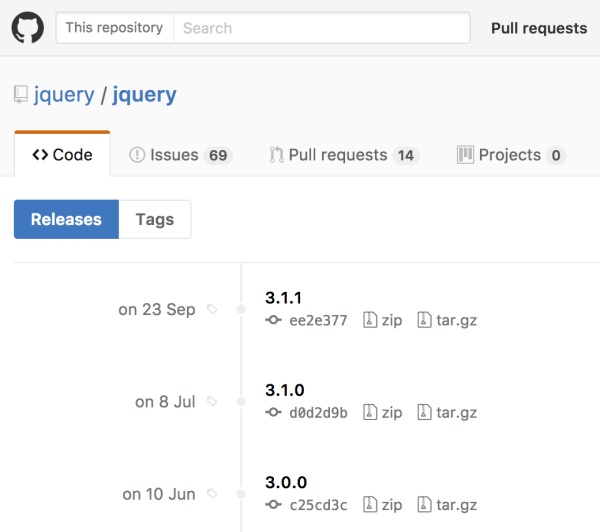 This repository Search Pull requests
jquery / jquery
<> Code Issues 69 Pull requests 14 Projects 0
Releases Tags
3.1.1
on 23 Sep
ee2e377 zip tar.gz
3.1.0
on 8 Jul
d0d2d9b zip tar.gz
3.0.0
on 10 Jun
c25cd3c zip tar.gz